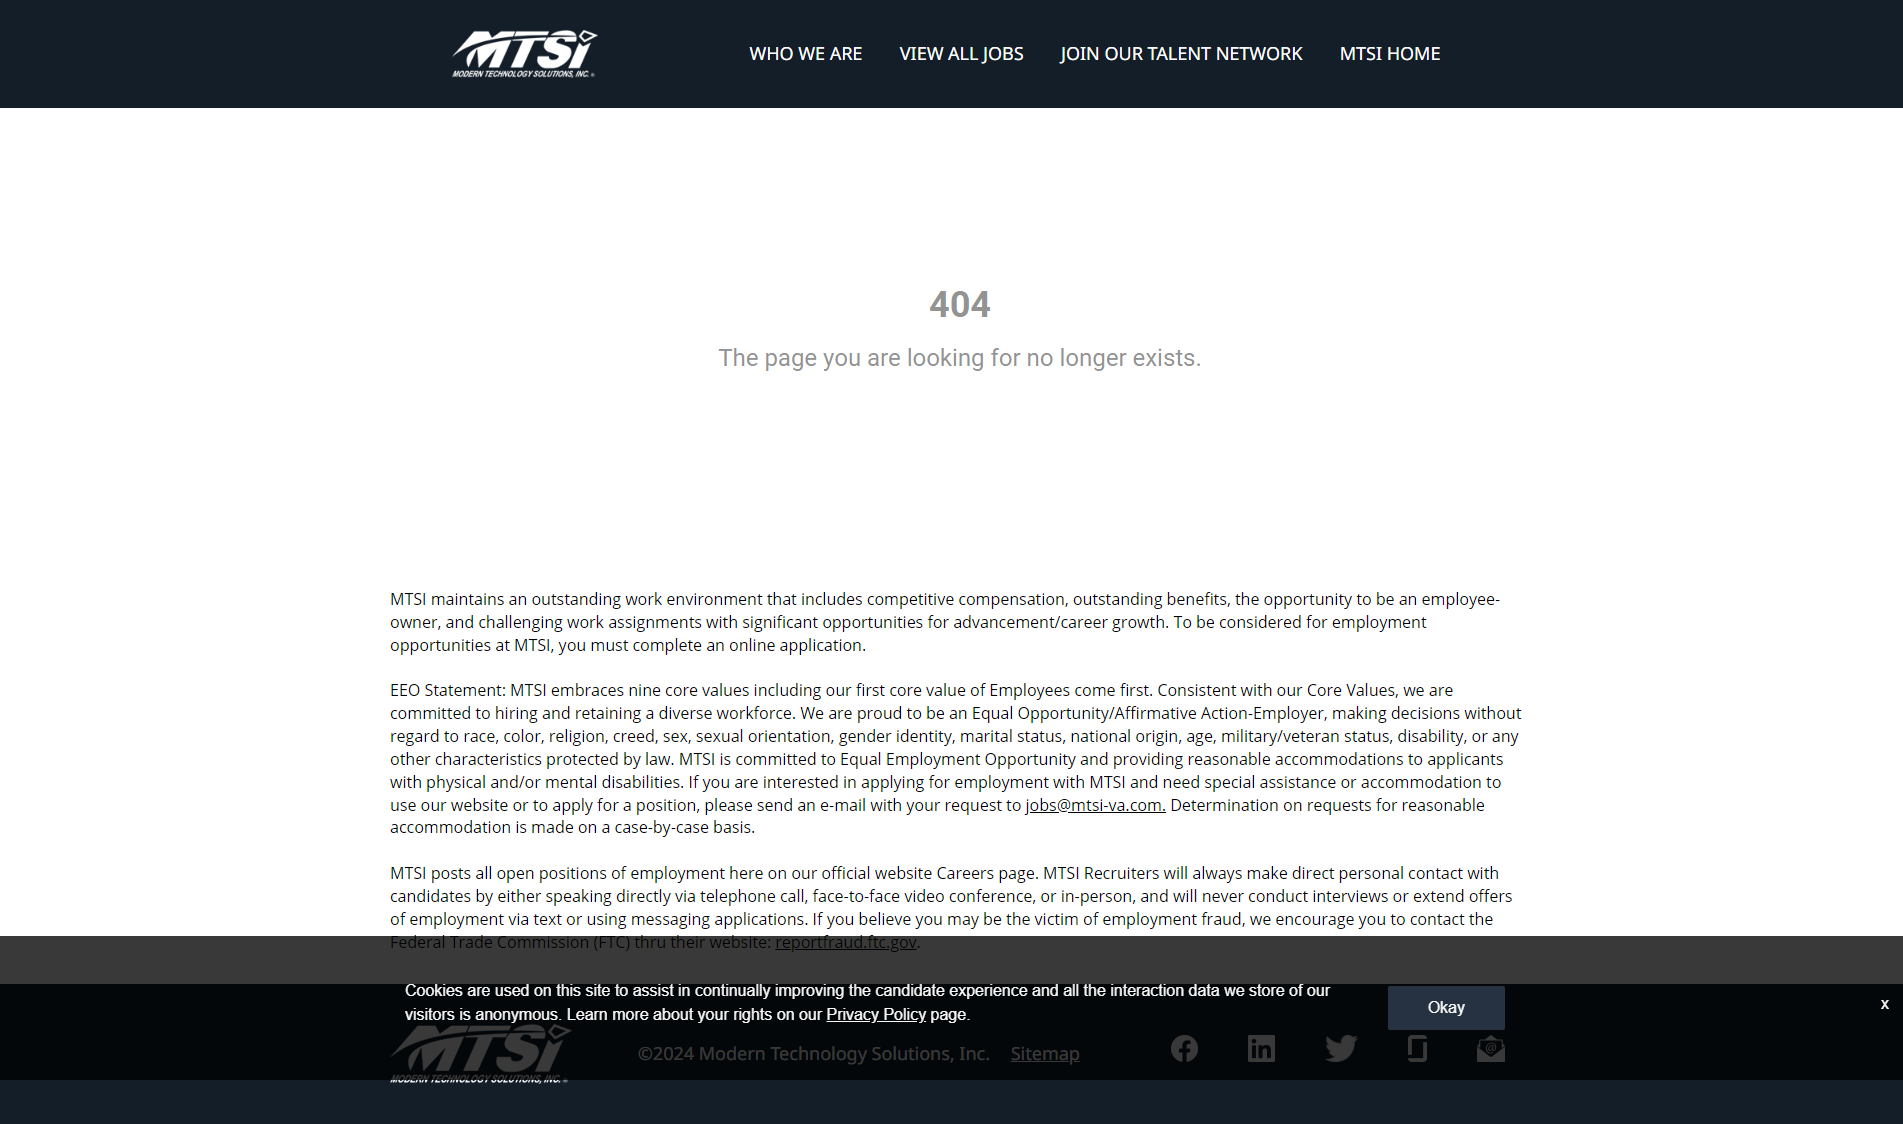 MTSi
MODERN TECHNOLOGY SOLUTIONS, INC.®
WHO WE ARE
VIEW ALL JOBS
JOIN OUR TALENT NETWORK
MTSI HOME
404
The page you are looking for no longer exists.
MTSI maintains an outstanding work environment that includes competitive compensation, outstanding benefits, the opportunity to be an employee-
owner, and challenging work assignments with significant opportunities for advancement/career growth. To be considered for employment
opportunities at MTSI, you must complete an online application.
EEO Statement: MTSI embraces nine core values including our first core value of Employees come first. Consistent with our Core Values, we are
committed to hiring and retaining a diverse workforce. We are proud to be an Equal Opportunity/Affirmative Action-Employer, making decisions without
regard to race, color, religion, creed, sex, sexual orientation, gender identity, marital status, national origin, age, military/veteran status, disability, or any
other characteristics protected by law. MTSI is committed to Equal Employment Opportunity and providing reasonable accommodations to applicants
with physical and/or mental disabilities. If you are interested in applying for employment with MTSI and need special assistance or accommodation to
use our website or to apply for a position, please send an e-mail with your request to jobs@mtsi-va.com. Determination on requests for reasonable
accommodation is made on a case-by-case basis.
MTSI posts all open positions of employment here on our official website Careers page. MTSI Recruiters will always make direct personal contact with
candidates by either speaking directly via telephone call, face-to-face video conference, or in-person, and will never conduct interviews or extend offers
of employment via text or using messaging applications. If you believe you may be the victim of employment fraud, we encourage you to contact the
Federal Trade Commission (FTC) thru their website: reportfraud.ftc.gov.
Cookies are used on this site to assist in continually improving the candidate experience and all the interaction data we store of our
visitors is anonymous. Learn more about your rights on our Privacy Policy page.
Okay
x
MTSi
MODERN TECHNOLOGY SOLUTIONS, INC.®
©2024 Modern Technology Solutions, Inc.
Sitemap